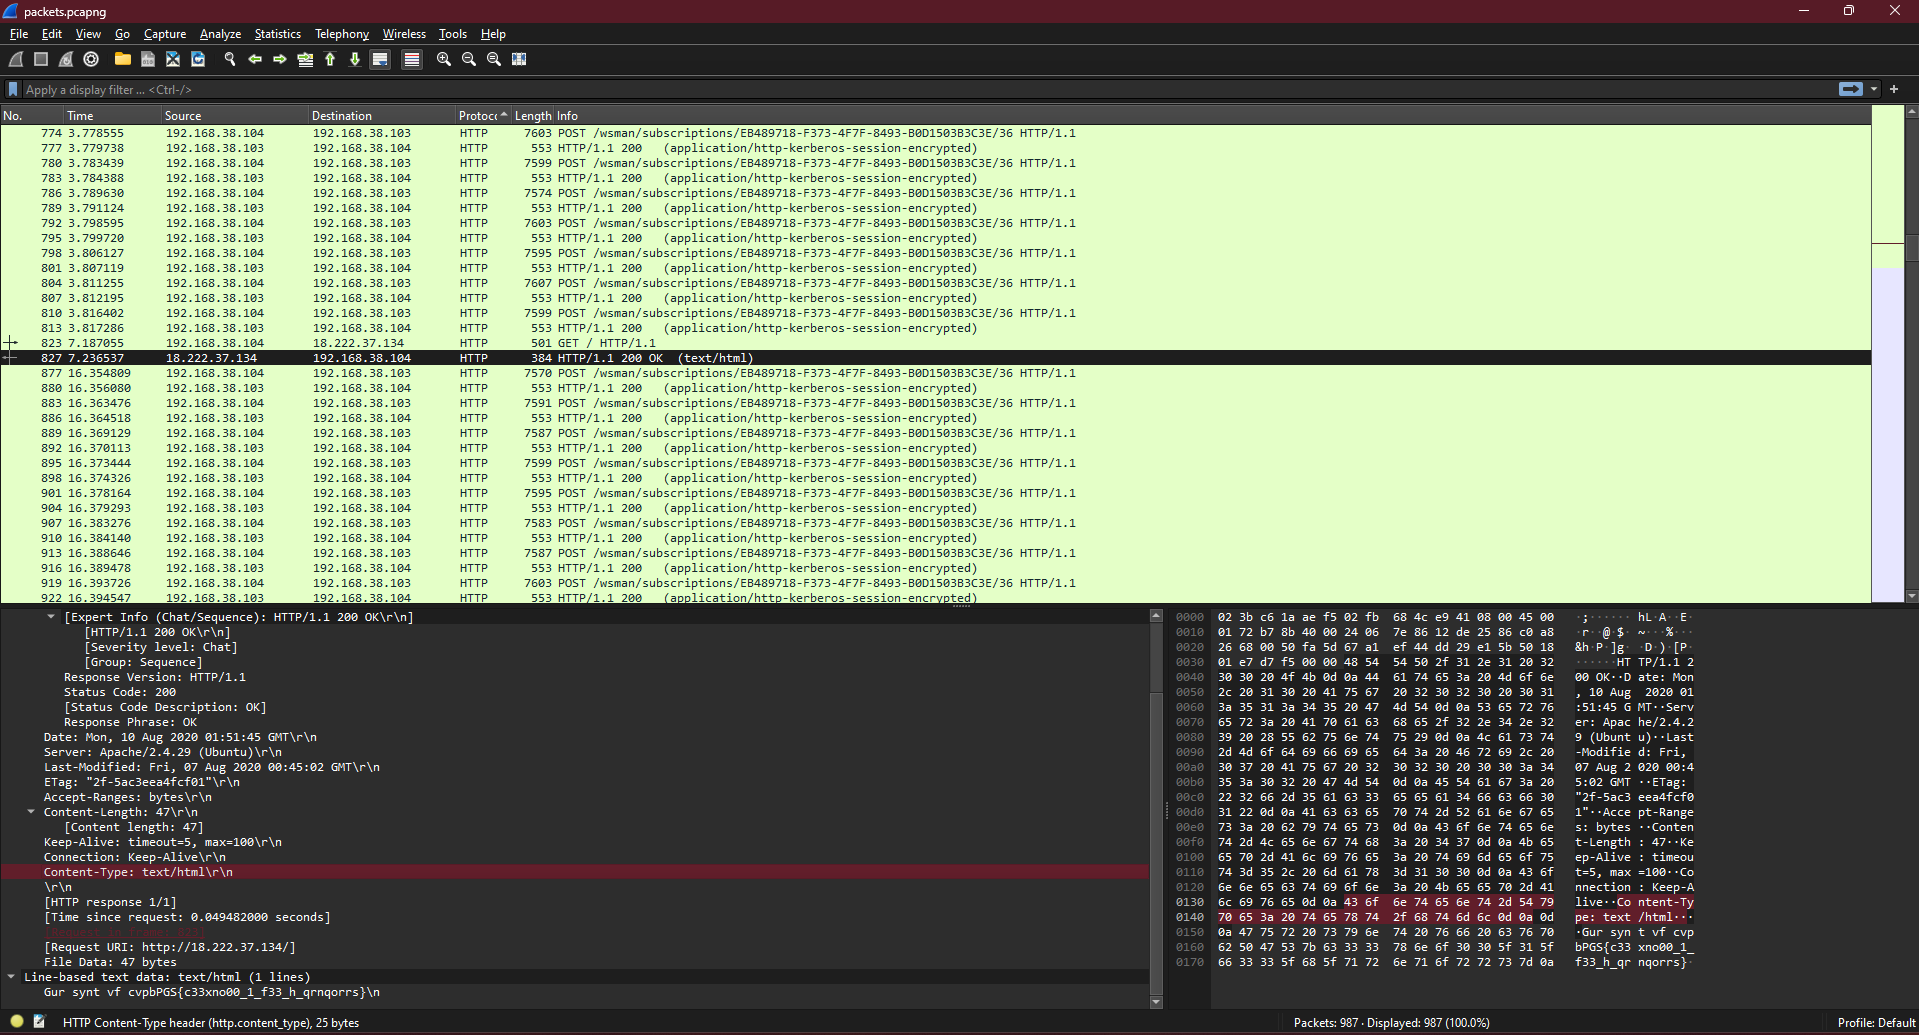 packets.pcapng
File Edit View Go Capture Analyze Statistics Telephony Wireless Tools Help
Apply a display filter ... <Ctrl-/>
No. Time Source Destination Protoc Length Info
774 3.778555 192.168.38.104 192.168.38.103 HTTP 7603 POST /wsman/subscriptions/EB489718-F373-4F7F-8493-B0D1503B3C3E/36 HTTP/1.1
777 3.779738 192.168.38.103 192.168.38.104 HTTP 553 HTTP/1.1 200 (application/http-kerberos-session-encrypted)
780 3.783439 192.168.38.104 192.168.38.103 HTTP 7599 POST /wsman/subscriptions/EB489718-F373-4F7F-8493-B0D1503B3C3E/36 HTTP/1.1
783 3.784388 192.168.38.103 192.168.38.104 HTTP 553 HTTP/1.1 200 (application/http-kerberos-session-encrypted)
786 3.789630 192.168.38.104 192.168.38.103 HTTP 7574 POST /wsman/subscriptions/EB489718-F373-4F7F-8493-B0D1503B3C3E/36 HTTP/1.1
789 3.791124 192.168.38.103 192.168.38.104 HTTP 553 HTTP/1.1 200 (application/http-kerberos-session-encrypted)
792 3.798595 192.168.38.104 192.168.38.103 HTTP 7603 POST /wsman/subscriptions/EB489718-F373-4F7F-8493-B0D1503B3C3E/36 HTTP/1.1
795 3.799720 192.168.38.103 192.168.38.104 HTTP 553 HTTP/1.1 200 (application/http-kerberos-session-encrypted)
798 3.806127 192.168.38.104 192.168.38.103 HTTP 7595 POST /wsman/subscriptions/EB489718-F373-4F7F-8493-B0D1503B3C3E/36 HTTP/1.1
801 3.807119 192.168.38.103 192.168.38.104 HTTP 553 HTTP/1.1 200 (application/http-kerberos-session-encrypted)
804 3.811255 192.168.38.104 192.168.38.103 HTTP 7607 POST /wsman/subscriptions/EB489718-F373-4F7F-8493-B0D1503B3C3E/36 HTTP/1.1
807 3.812195 192.168.38.103 192.168.38.104 HTTP 553 HTTP/1.1 200 (application/http-kerberos-session-encrypted)
810 3.816402 192.168.38.104 192.168.38.103 HTTP 7599 POST /wsman/subscriptions/EB489718-F373-4F7F-8493-B0D1503B3C3E/36 HTTP/1.1
813 3.817286 192.168.38.103 192.168.38.104 HTTP 553 HTTP/1.1 200 (application/http-kerberos-session-encrypted)
823 7.187055 192.168.38.104 18.222.37.134 HTTP 501 GET / HTTP/1.1
827 7.236537 18.222.37.134 192.168.38.104 HTTP 384 HTTP/1.1 200 OK (text/html)
877 16.354809 192.168.38.104 192.168.38.103 HTTP 7570 POST /wsman/subscriptions/EB489718-F373-4F7F-8493-B0D1503B3C3E/36 HTTP/1.1
880 16.356080 192.168.38.103 192.168.38.104 HTTP 553 HTTP/1.1 200 (application/http-kerberos-session-encrypted)
883 16.363476 192.168.38.104 192.168.38.103 HTTP 7591 POST /wsman/subscriptions/EB489718-F373-4F7F-8493-B0D1503B3C3E/36 HTTP/1.1
886 16.364518 192.168.38.103 192.168.38.104 HTTP 553 HTTP/1.1 200 (application/http-kerberos-session-encrypted)
889 16.369129 192.168.38.104 192.168.38.103 HTTP 7587 POST /wsman/subscriptions/EB489718-F373-4F7F-8493-B0D1503B3C3E/36 HTTP/1.1
892 16.370113 192.168.38.103 192.168.38.104 HTTP 553 HTTP/1.1 200 (application/http-kerberos-session-encrypted)
895 16.373444 192.168.38.104 192.168.38.103 HTTP 7599 POST /wsman/subscriptions/EB489718-F373-4F7F-8493-B0D1503B3C3E/36 HTTP/1.1
898 16.374326 192.168.38.103 192.168.38.104 HTTP 553 HTTP/1.1 200 (application/http-kerberos-session-encrypted)
901 16.378164 192.168.38.104 192.168.38.103 HTTP 7595 POST /wsman/subscriptions/EB489718-F373-4F7F-8493-B0D1503B3C3E/36 HTTP/1.1
904 16.379293 192.168.38.103 192.168.38.104 HTTP 553 HTTP/1.1 200 (application/http-kerberos-session-encrypted)
907 16.383276 192.168.38.104 192.168.38.103 HTTP 7583 POST /wsman/subscriptions/EB489718-F373-4F7F-8493-B0D1503B3C3E/36 HTTP/1.1
910 16.384140 192.168.38.103 192.168.38.104 HTTP 553 HTTP/1.1 200 (application/http-kerberos-session-encrypted)
913 16.388646 192.168.38.104 192.168.38.103 HTTP 7587 POST /wsman/subscriptions/EB489718-F373-4F7F-8493-B0D1503B3C3E/36 HTTP/1.1
916 16.389478 192.168.38.103 192.168.38.104 HTTP 553 HTTP/1.1 200 (application/http-kerberos-session-encrypted)
919 16.393726 192.168.38.104 192.168.38.103 HTTP 7603 POST /wsman/subscriptions/EB489718-F373-4F7F-8493-B0D1503B3C3E/36 HTTP/1.1
922 16.394547 192.168.38.103 192.168.38.104 HTTP 553 HTTP/1.1 200 (application/http-kerberos-session-encrypted)
[Expert Info (Chat/Sequence): HTTP/1.1 200 OK\r\n]
[HTTP/1.1 200 OK\r\n]
[Severity level: Chat]
[Group: Sequence]
Response Version: HTTP/1.1
Status Code: 200
[Status Code Description: OK]
Response Phrase: OK
Date: Mon, 10 Aug 2020 01:51:45 GMT\r\n
Server: Apache/2.4.29 (Ubuntu)\r\n
Last-Modified: Fri, 07 Aug 2020 00:45:02 GMT\r\n
ETag: "2f-5ac3eea4fcf01"\r\n
Accept-Ranges: bytes\r\n
Content-Length: 47\r\n
[Content length: 47]
Keep-Alive: timeout=5, max=100\r\n
Connection: Keep-Alive\r\n
Content-Type: text/html\r\n
\r\n
[HTTP response 1/1]
[Time since request: 0.049482000 seconds]
[Request in frame: 823]
[Request URI: http://18.222.37.134/]
File Data: 47 bytes
Line-based text data: text/html (1 lines)
Gur synt vf cvpbPGS{c33xno00_1_f33_h_qrnqorrs}\n
0000 02 3b c6 1a ae f5 02 fb 68 4c e9 41 08 00 45 00 ·;······ hL·A··E·
0010 01 72 b7 8b 40 00 24 06 7e 86 12 de 25 86 c0 a8 ·r··@·$· ~···%···
0020 26 68 00 50 fa 5d 67 a1 ef 44 dd 29 e1 5b 50 18 &h·P·]g· ·D·)·[P·
0030 01 e7 d7 f5 00 00 48 54 54 50 2f 31 2e 31 20 32 ······HT TP/1.1 2
0040 30 30 20 4f 4b 0d 0a 44 61 74 65 3a 20 4d 6f 6e 00 OK··D ate: Mon
0050 2c 20 31 30 20 41 75 67 20 32 30 32 30 20 30 31 , 10 Aug 2020 01
0060 3a 35 31 3a 34 35 20 47 4d 54 0d 0a 53 65 72 76 :51:45 G MT··Serv
0070 65 72 3a 20 41 70 61 63 68 65 2f 32 2e 34 2e 32 er: Apac he/2.4.2
0080 39 20 28 55 62 75 6e 74 75 29 0d 0a 4c 61 73 74 9 (Ubunt u)··Last
0090 2d 4d 6f 64 69 66 69 65 64 3a 20 46 72 69 2c 20 -Modifie d: Fri,
00a0 30 37 20 41 75 67 20 32 30 32 30 20 30 30 3a 34 07 Aug 2 020 00:4
00b0 35 3a 30 32 20 47 4d 54 0d 0a 45 54 61 67 3a 20 5:02 GMT ··ETag:
00c0 22 32 66 2d 35 61 63 33 65 65 61 34 66 63 66 30 "2f-5ac3 eea4fcf0
00d0 31 22 0d 0a 41 63 63 65 70 74 2d 52 61 6e 67 65 1"··Acce pt-Range
00e0 73 3a 20 62 79 74 65 73 0d 0a 43 6f 6e 74 65 6e s: bytes ··Conten
00f0 74 2d 4c 65 6e 67 74 68 3a 20 34 37 0d 0a 4b 65 t-Length : 47··Ke
0100 65 70 2d 41 6c 69 76 65 3a 20 74 69 6d 65 6f 75 ep-Alive : timeou
0110 74 3d 35 2c 20 6d 61 78 3d 31 30 30 0d 0a 43 6f t=5, max =100··Co
0120 6e 6e 65 63 74 69 6f 6e 3a 20 4b 65 65 70 2d 41 nnection : Keep-A
0130 6c 69 76 65 0d 0a 43 6f 6e 74 65 6e 74 2d 54 79 live··Co ntent-Ty
0140 70 65 3a 20 74 65 78 74 2f 68 74 6d 6c 0d 0a 0d pe: text /html···
0150 0a 47 75 72 20 73 79 6e 74 20 76 66 20 63 76 70 ·Gur syn t vf cvp
0160 62 50 47 53 7b 63 33 33 78 6e 6f 30 30 5f 31 5f bPGS{c33 xno00_1_
0170 66 33 33 5f 68 5f 71 72 6e 71 6f 72 72 73 7d 0a f33_h_qr nqorrs}·
HTTP Content-Type header (http.content_type), 25 bytes
Packets: 987 · Displayed: 987 (100.0%)
Profile: Default